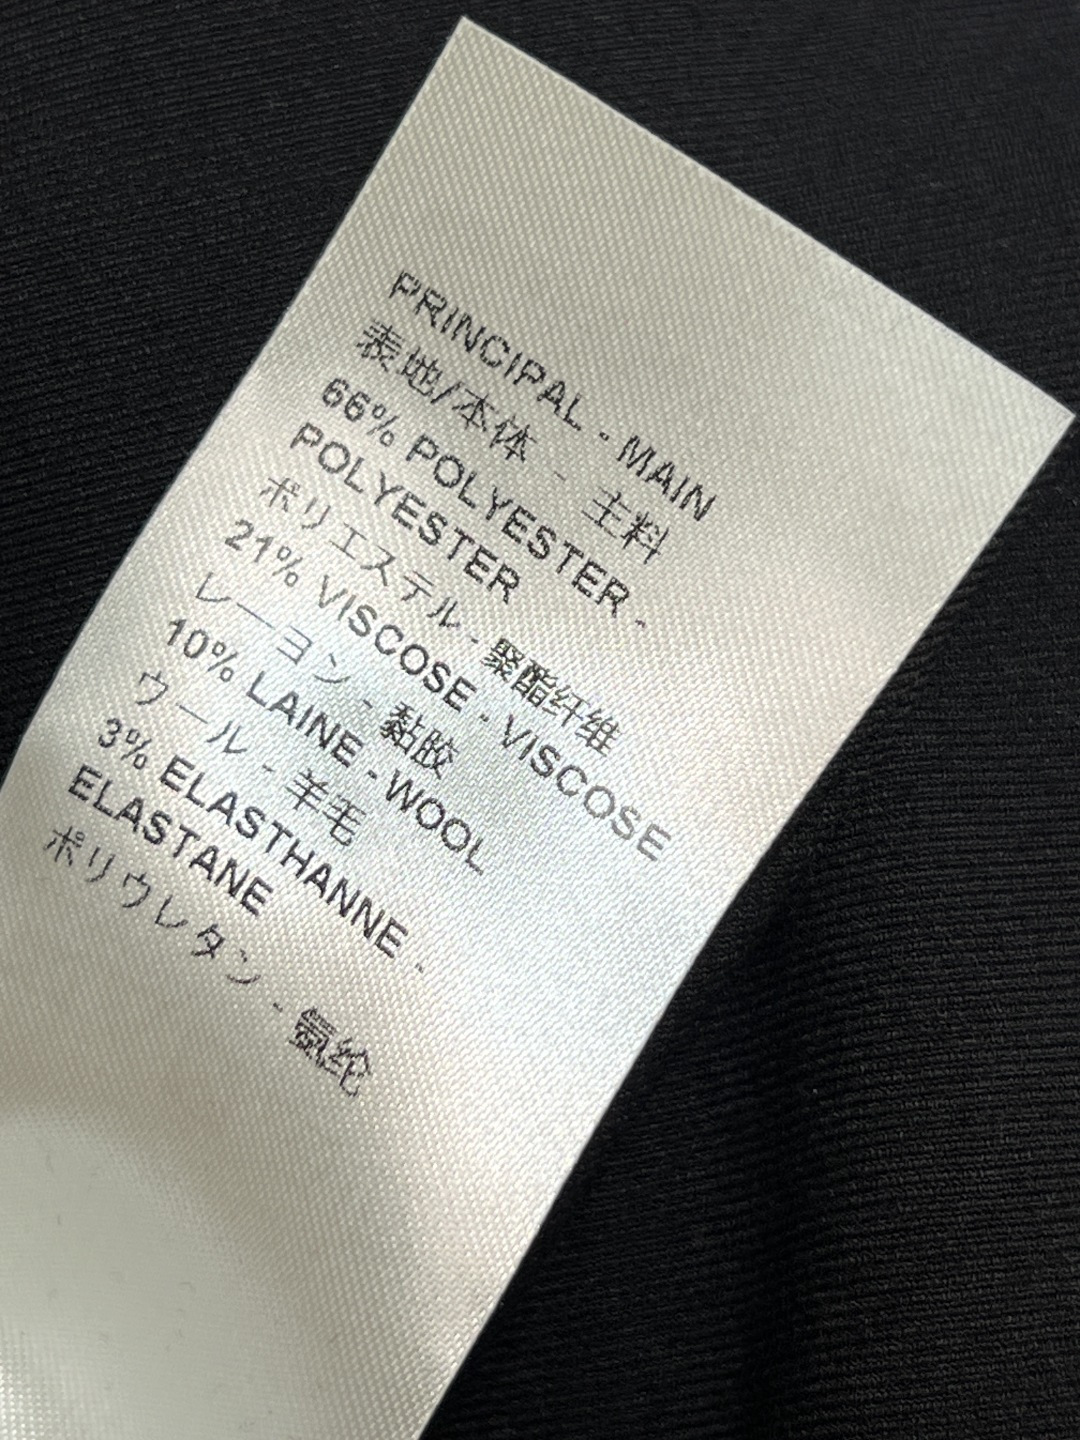 PRINCIPAL - MAIN
表地/本体 - 主料
66% POLYESTER -
POLYESTER
ポリエステル - 聚酯纤维
21% VISCOSE - VISCOSE
レーヨン - 黏胶
10% LAINE - WOOL
ウール - 羊毛
3% ELASTHANNE -
ELASTANE
ポリウレタン - 氨纶